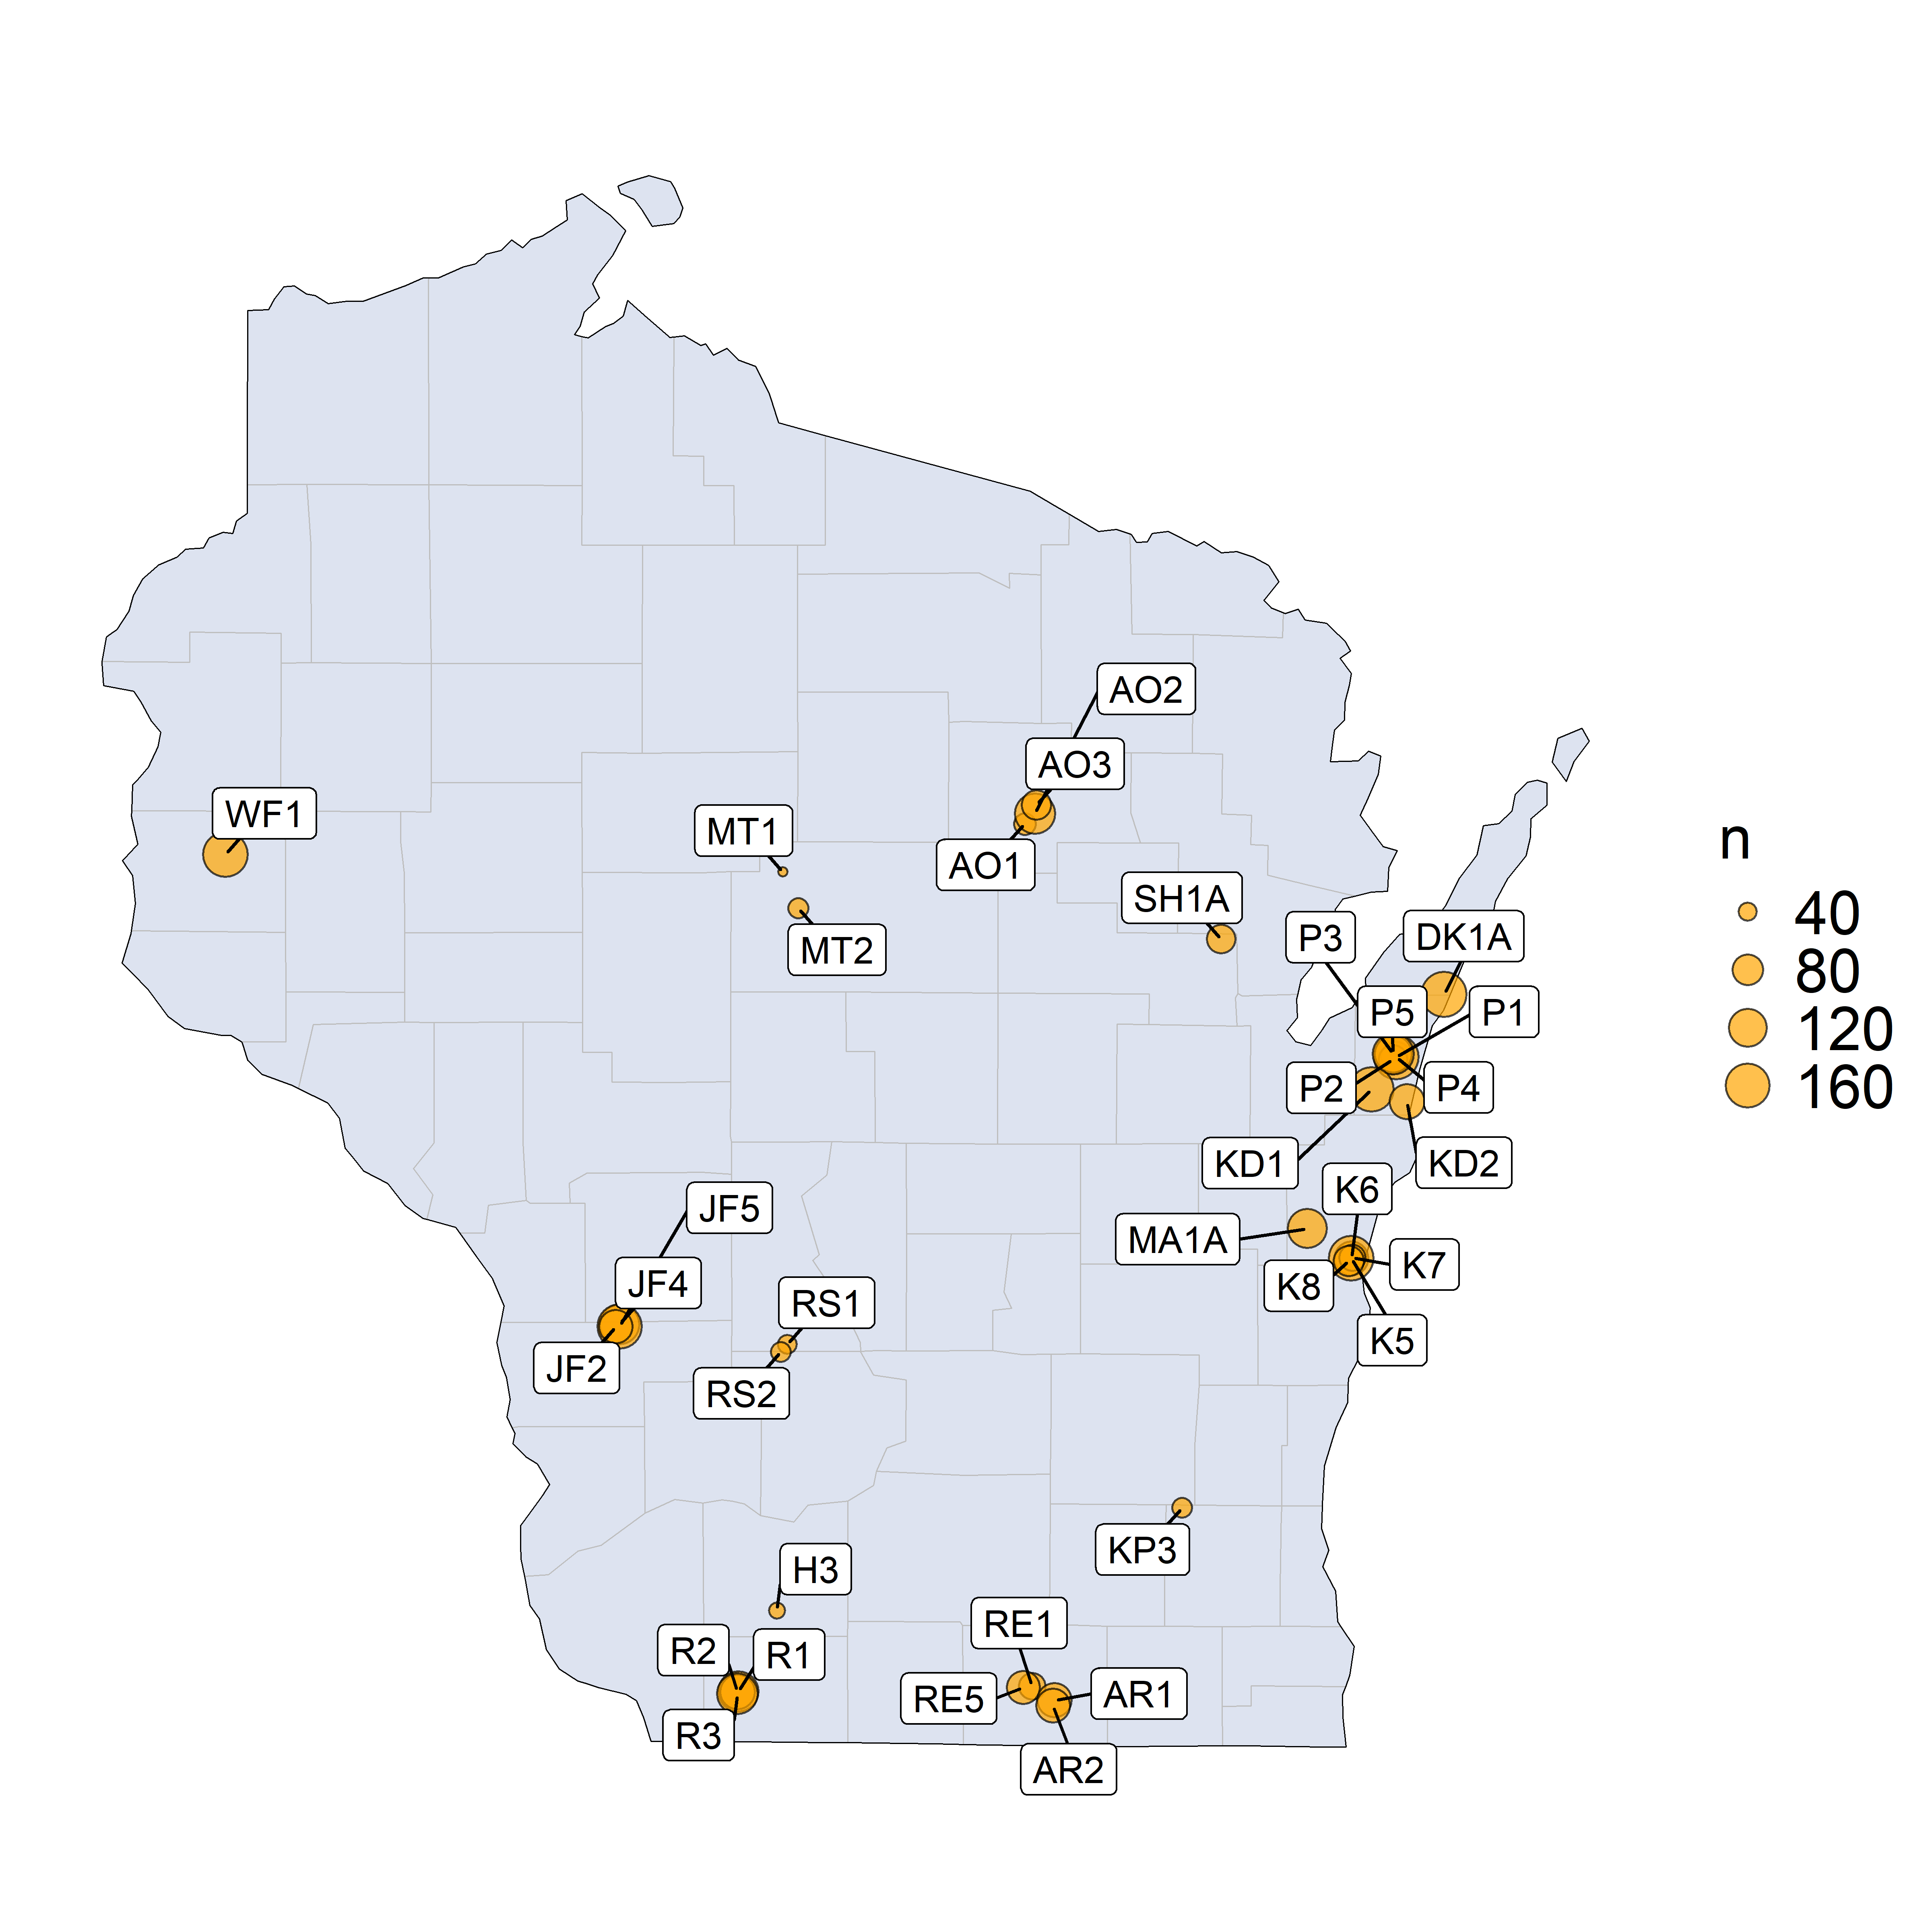 AO2
AO3
WF1
MT1
n
AO1
SH1A
40
P3
DK1A
MT2
80
P5
P1
120
P2
P4
160
KD1
KD2
K6
JF5
MA1A
K7
JF4
K8
RS1
K5
JF2
RS2
KP3
H3
RE1
R2
R1
RE5
AR1
R3
AR2